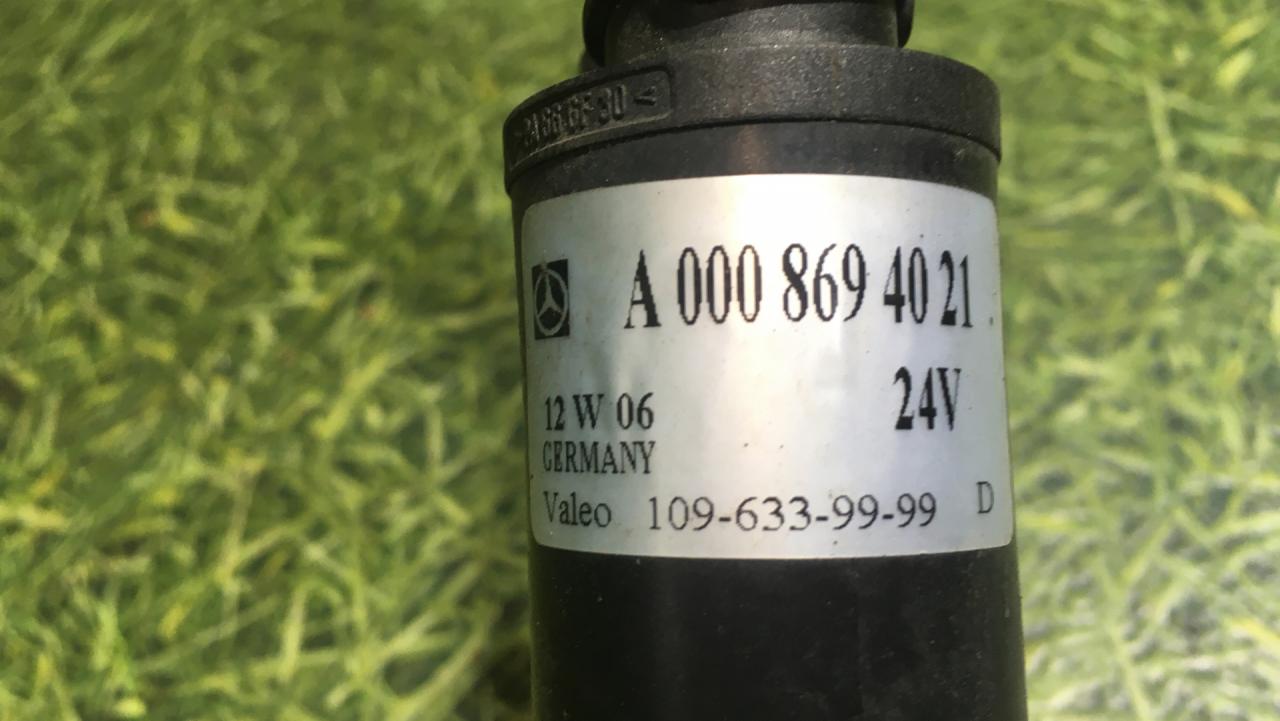 A 000 869 40 21
24V
12 W 06
GERMANY
Valeo 109-633-99-99 D